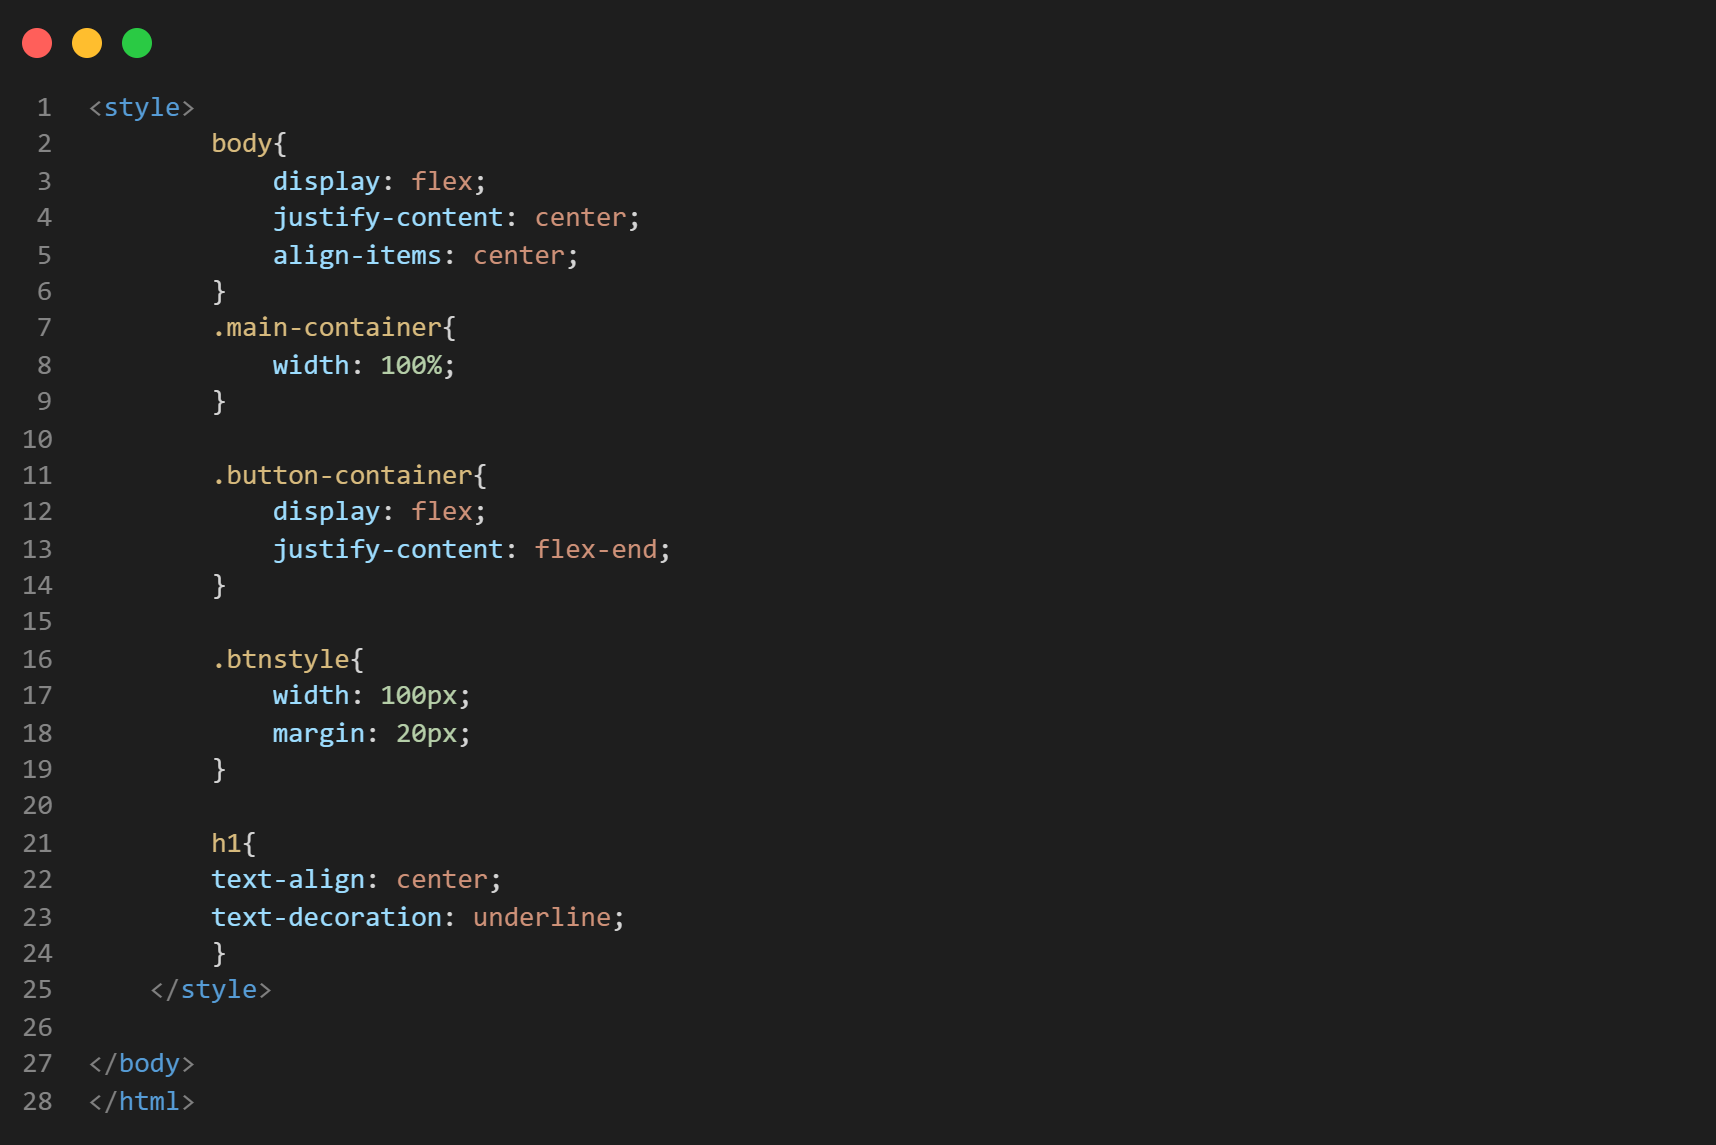 1 <style>
2         body{
3             display: flex;
4             justify-content: center;
5             align-items: center;
6         }
7         .main-container{
8             width: 100%;
9         }
10
11         .button-container{
12             display: flex;
13             justify-content: flex-end;
14         }
15
16         .btnstyle{
17             width: 100px;
18             margin: 20px;
19         }
20
21         h1{
22         text-align: center;
23         text-decoration: underline;
24         }
25     </style>
26
27 </body>
28 </html>